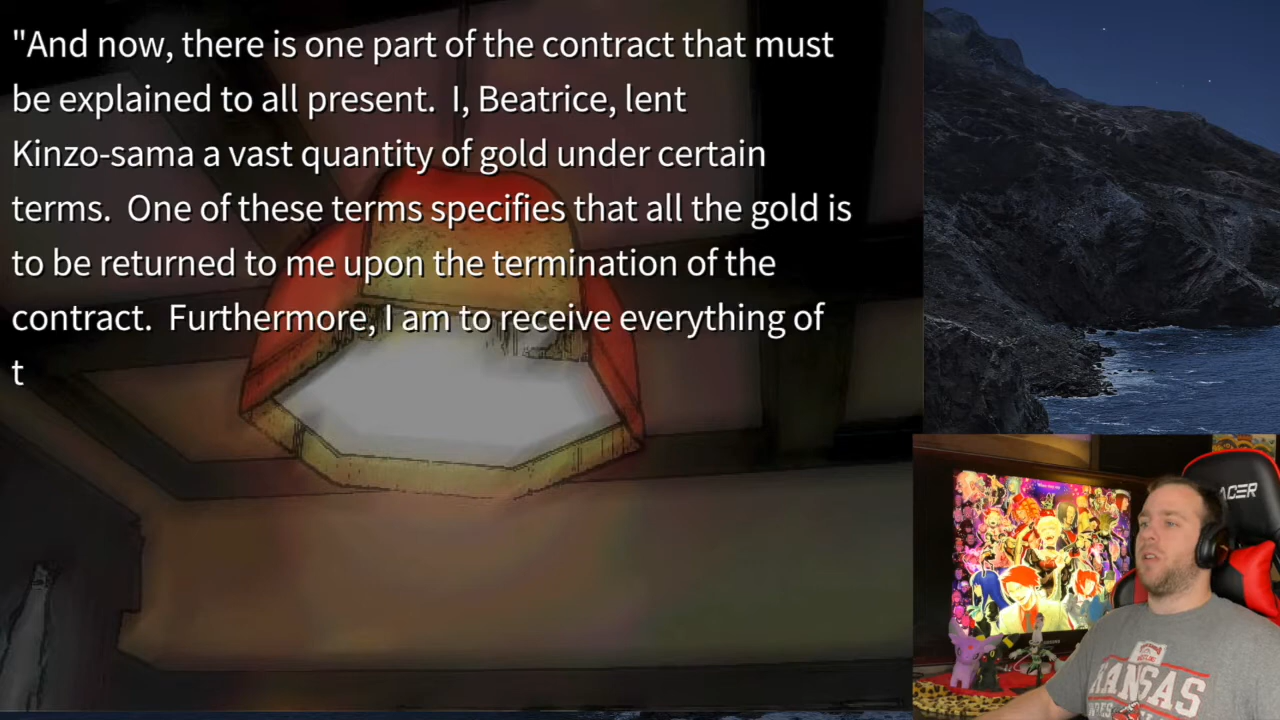 "And now, there is one part of the contract that must
be explained to all present.  I, Beatrice, lent
Kinzo-sama a vast quantity of gold under certain
terms.  One of these terms specifies that all the gold is
to be returned to me upon the termination of the
contract.  Furthermore, I am to receive everything of
t
ACER
KANSAS